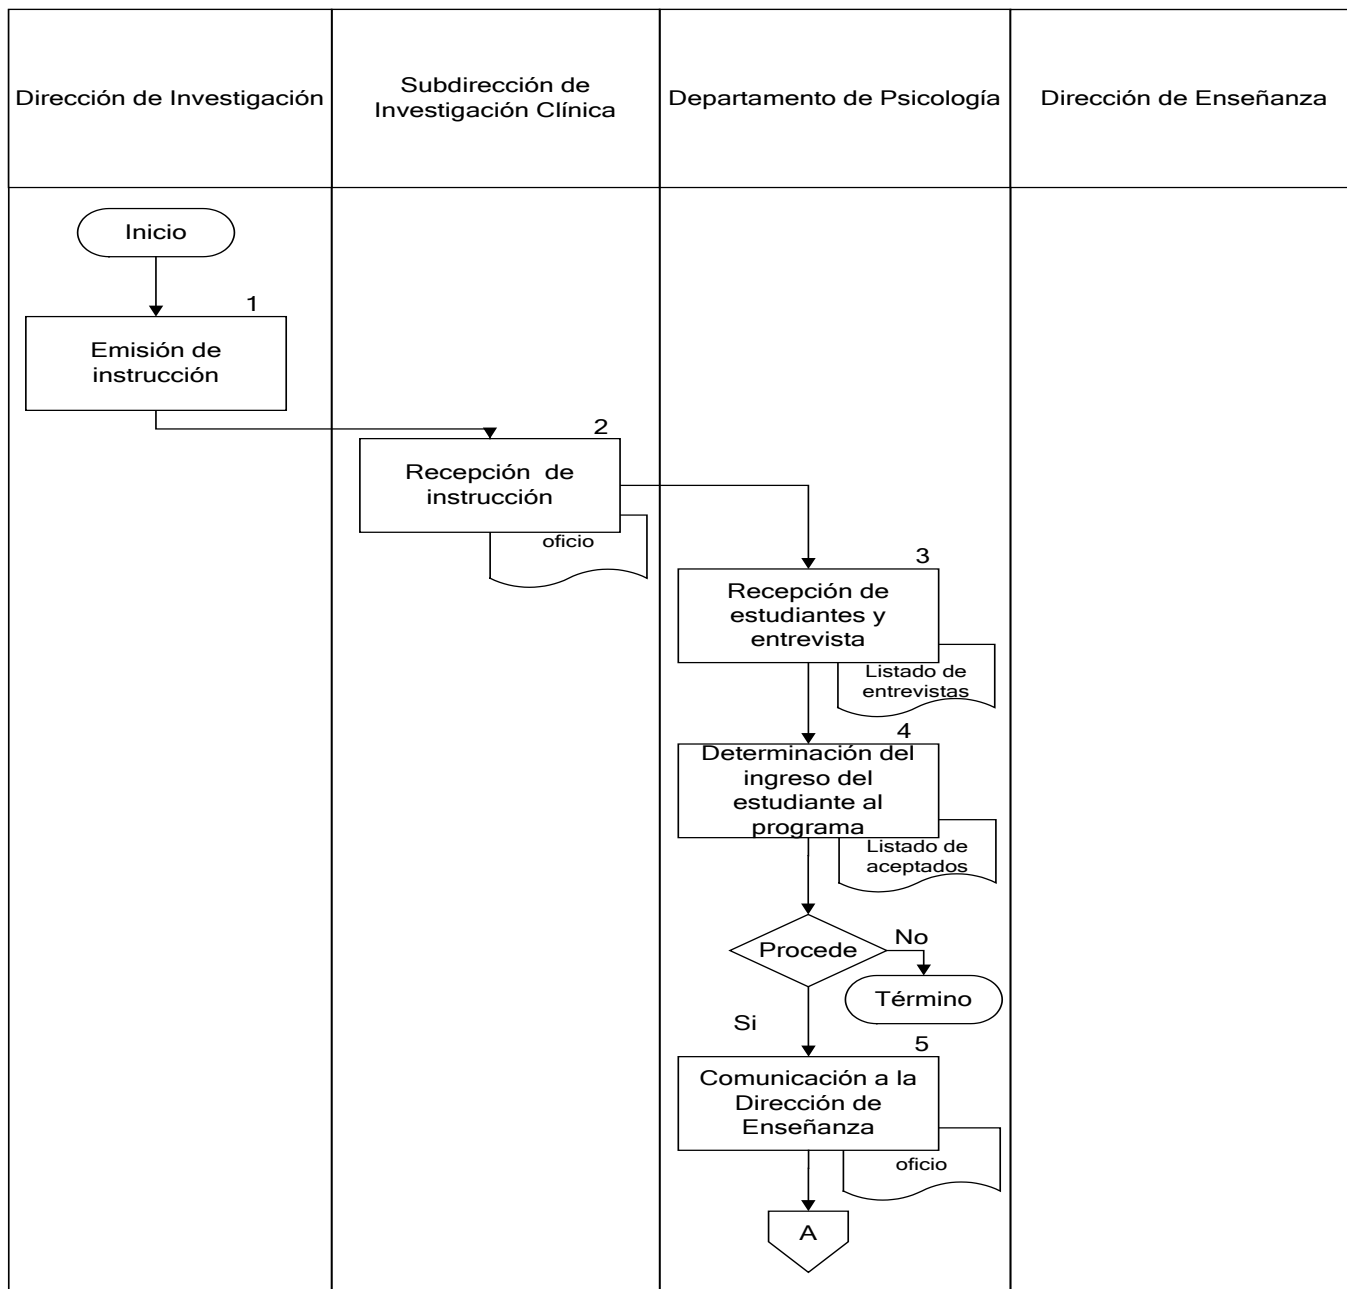 Dirección de Investigación
Subdirección de
Investigación Clínica
Departamento de Psicología
Dirección de Enseñanza
Inicio
1
Emisión de
instrucción
2
Recepción de
instrucción
oficio
3
Recepción de
estudiantes y
entrevista
Listado de
entrevistas
4
Determinación del
ingreso del
estudiante al
programa
Listado de
aceptados
Procede
No
Término
Si
5
Comunicación a la
Dirección de
Enseñanza
oficio
A